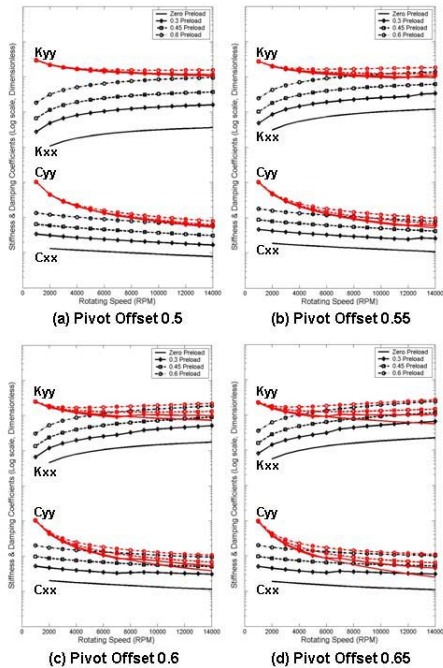 Zero Preload
0.3 Preload
0.45 Preload
0.6 Preload
Stiffness & Damping Coefficients (Log scale, Dimensionless)
Kyy
Kxx
Cyy
Cxx
0 2000 4000 6000 8000 10000 12000 14000
Rotating Speed (RPM)
(a) Pivot Offset 0.5
Zero Preload
0.3 Preload
0.45 Preload
0.6 Preload
Stiffness & Damping Coefficients (Log scale, Dimensionless)
Kyy
Kxx
Cyy
Cxx
0 2000 4000 6000 8000 10000 12000 14000
Rotating Speed (RPM)
(b) Pivot Offset 0.55
Zero Preload
0.3 Preload
0.45 Preload
0.6 Preload
Stiffness & Damping Coefficients (Log scale, Dimensionless)
Kyy
Kxx
Cyy
Cxx
0 2000 4000 6000 8000 10000 12000 14000
Rotating Speed (RPM)
(c) Pivot Offset 0.6
Zero Preload
0.3 Preload
0.45 Preload
0.6 Preload
Stiffness & Damping Coefficients (Log scale, Dimensionless)
Kyy
Kxx
Cyy
Cxx
0 2000 4000 6000 8000 10000 12000 14000
Rotating Speed (RPM)
(d) Pivot Offset 0.65